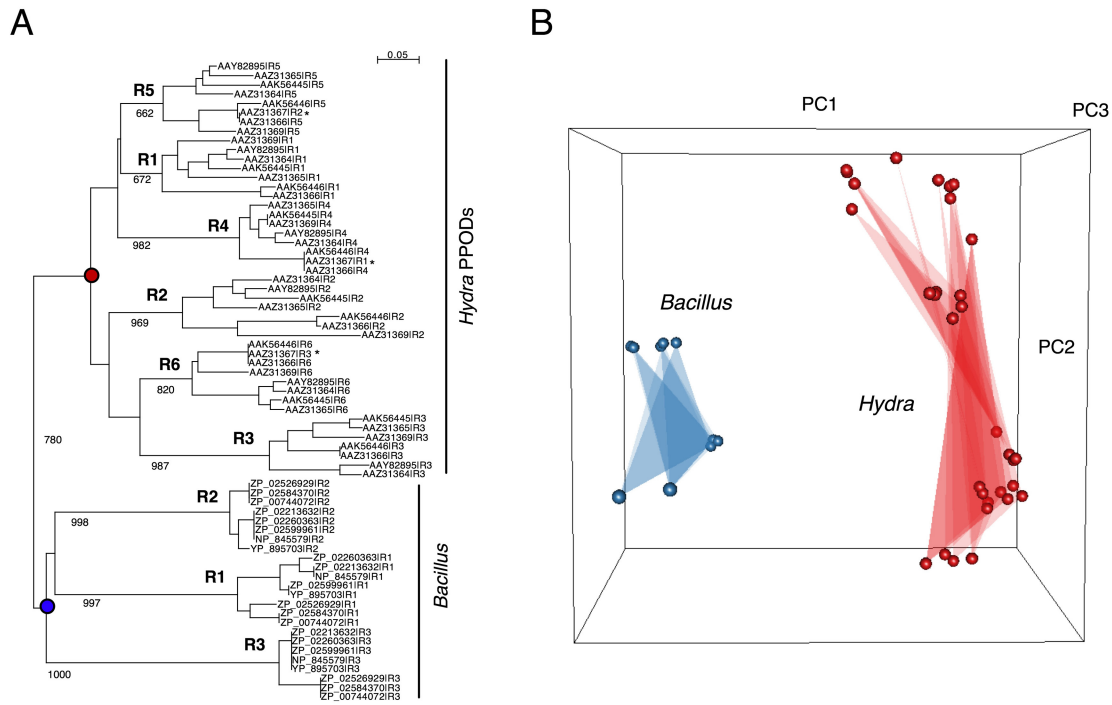 A
0.05
AAY82895|R5
AAZ31365|R5
R5
AAK56445|R5
AAZ31364|R5
AAK56446|R5
662
AAZ31367|R2 *
AAZ31366|R5
AAZ31369|R5
AAZ31369|R1
AAY82895|R1
R1
AAZ31364|R1
AAK56445|R1
672
AAZ31365|R1
AAK56446|R1
AAZ31366|R1
AAZ31365|R4
AAK56446|R4
R4
AAZ31369|R4
AAY82895|R4
982
AAZ31364|R4
AAK56446|R4
AAZ31367|R1 *
AAZ31366|R4
AAZ31364|R2
R2
AAY82895|R2
AAK56445|R2
AAZ31365|R2
969
AAK56446|R2
AAZ31366|R2
AAZ31369|R2
AAK56446|R6
AAZ31367|R3 *
R6
AAZ31366|R6
AAZ31369|R6
820
AAY82895|R6
AAZ31364|R6
AAK56445|R6
AAZ31365|R6
AAK56445|R3
AAZ31365|R3
R3
AAZ31369|R3
780
AAK56446|R3
AAZ31366|R3
987
AAY82895|R3
AAZ31364|R3
Hydra PPODs
ZP_02526929|R2
R2
ZP_02584370|R2
ZP_00744072|R2
ZP_02213632|R2
998
ZP_02260363|R2
ZP_02599961|R2
NP_845579|R2
YP_895703|R2
ZP_02260363|R1
ZP_02213632|R1
R1
NP_845579|R1
ZP_02599961|R1
YP_895703|R1
997
ZP_02526929|R1
ZP_02584370|R1
ZP_00744072|R1
ZP_02213632|R3
R3
ZP_02260363|R3
ZP_02599961|R3
NP_845579|R3
YP_895703|R3
1000
ZP_02526929|R3
ZP_02584370|R3
ZP_00744072|R3
Bacillus
B
PC1
PC3
Bacillus
PC2
Hydra